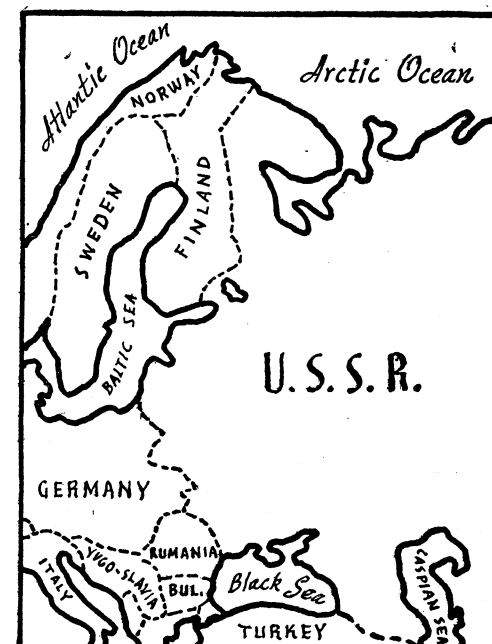 Atlantic Ocean
Arctic Ocean
NORWAY
SWEDEN
FINLAND
BALTIC SEA
U.S.S.R.
GERMANY
RUMANIA
YUGO-SLAVIA
ITALY
BUL.
Black Sea
CASPIAN SEA
TURKEY